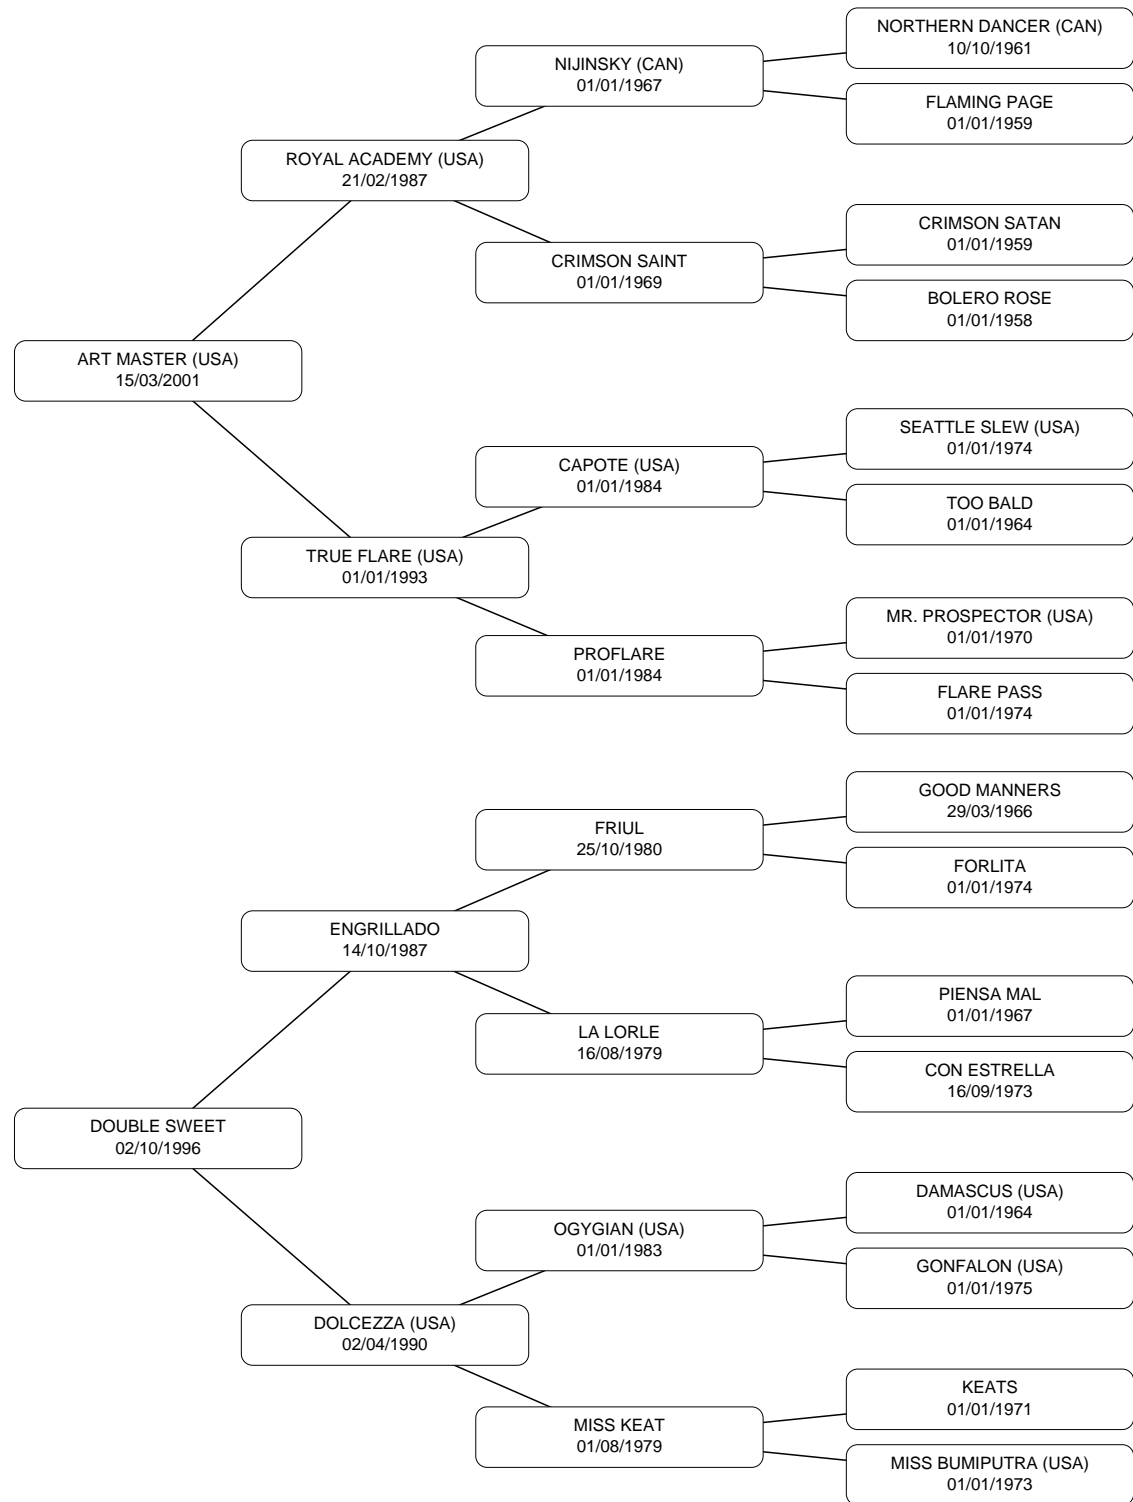 NORTHERN DANCER (CAN)
10/10/1961
NIJINSKY (CAN)
01/01/1967
FLAMING PAGE
01/01/1959
ROYAL ACADEMY (USA)
21/02/1987
CRIMSON SATAN
01/01/1959
CRIMSON SAINT
01/01/1969
BOLERO ROSE
01/01/1958
ART MASTER (USA)
15/03/2001
SEATTLE SLEW (USA)
01/01/1974
CAPOTE (USA)
01/01/1984
TOO BALD
01/01/1964
TRUE FLARE (USA)
01/01/1993
MR. PROSPECTOR (USA)
01/01/1970
PROFLARE
01/01/1984
FLARE PASS
01/01/1974
GOOD MANNERS
29/03/1966
FRIUL
25/10/1980
FORLITA
01/01/1974
ENGRILLADO
14/10/1987
PIENSA MAL
01/01/1967
LA LORLE
16/08/1979
CON ESTRELLA
16/09/1973
DOUBLE SWEET
02/10/1996
DAMASCUS (USA)
01/01/1964
OGYGIAN (USA)
01/01/1983
GONFALON (USA)
01/01/1975
DOLCEZZA (USA)
02/04/1990
KEATS
01/01/1971
MISS KEAT
01/08/1979
MISS BUMIPUTRA (USA)
01/01/1973